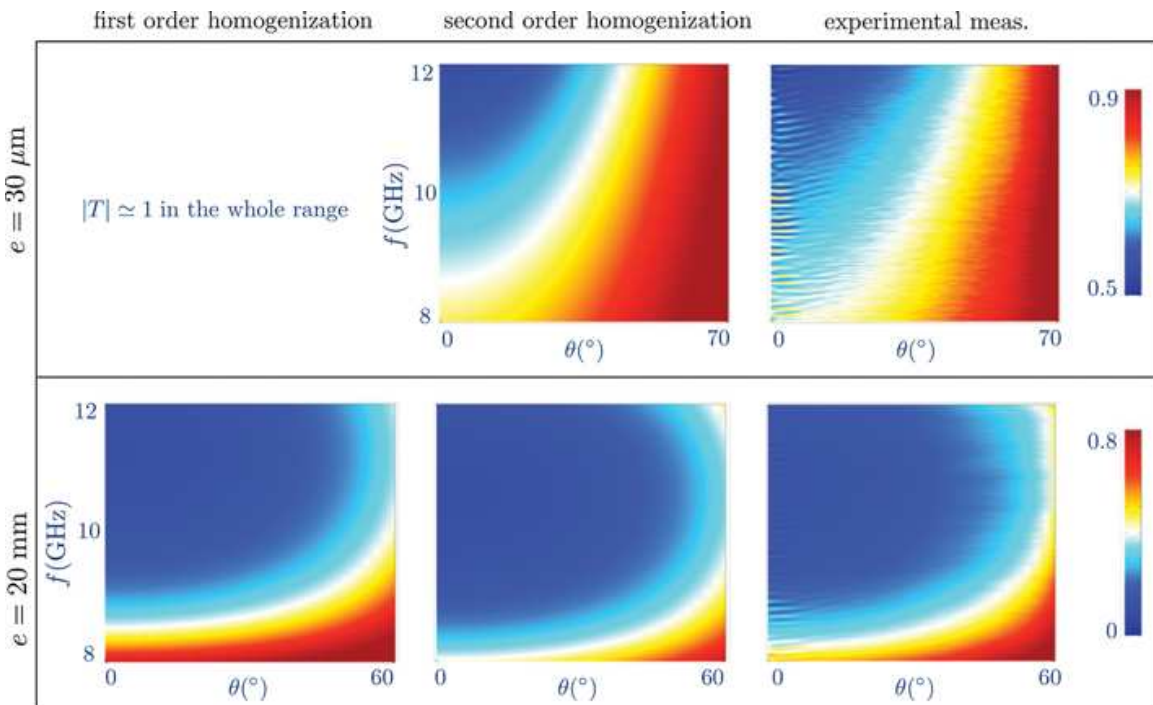 first order homogenization
second order homogenization
experimental meas.
e = 30 μm
|T| ≃ 1 in the whole range
12
10
8
f(GHz)
0
70
θ(°)
0
70
θ(°)
0.9
0.5
e = 20 mm
12
10
8
f(GHz)
0
60
θ(°)
0
60
θ(°)
0
60
θ(°)
0.8
0